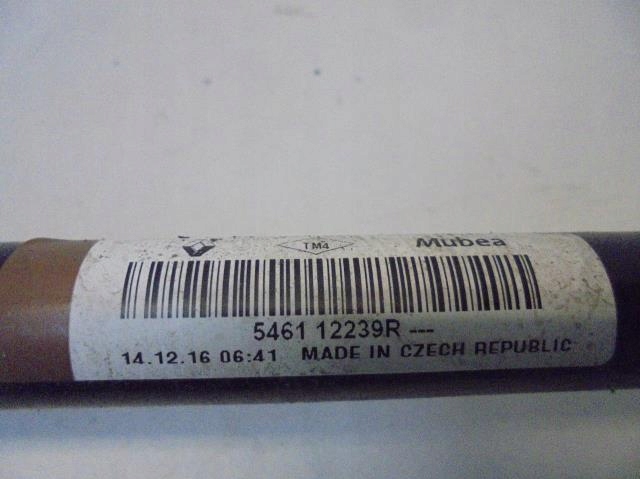 TM4 Mubea
5461 12239R ---
14.12.16 06:41 MADE IN CZECH REPUBLIC